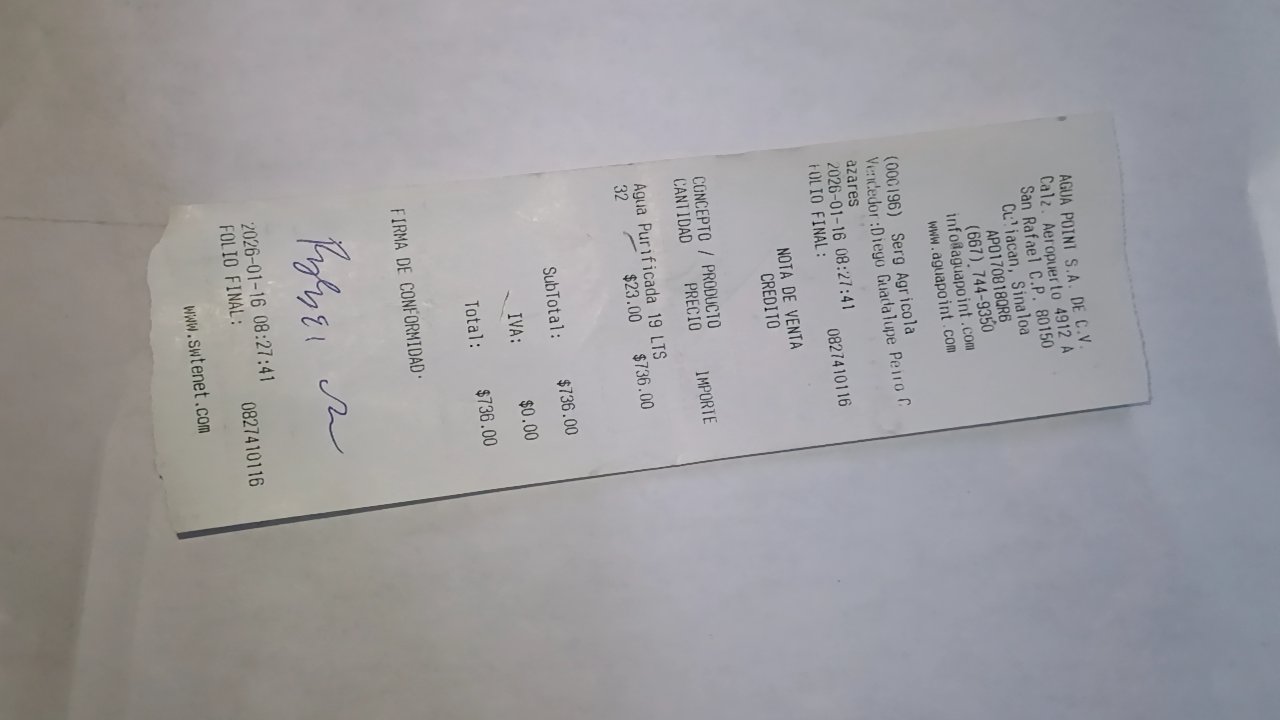 AGUA POINT S.A. DE C.V.
Calz. Aeropuerto 4912 A
San Rafael C.P. 80150
Culiacan, Sinaloa
APO170818QR6
(667) 744-9350
info@aguapoint.com
www.aguapoint.com
(000196) Serg Agricola
Vendedor:Diego Guadalupe Peiro C
azares
2026-01-16 08:27:41 0827410116
FOLIO FINAL:
NOTA DE VENTA
CREDITO
CONCEPTO / PRODUCTO
CANTIDAD PRECIO IMPORTE
Agua Purificada 19 LTS
32 $23.00 $736.00
SubTotal: $736.00
IVA: $0.00
Total: $736.00
FIRMA DE CONFORMIDAD.
2026-01-16 08:27:41 0827410116
FOLIO FINAL:
www.swtenet.com